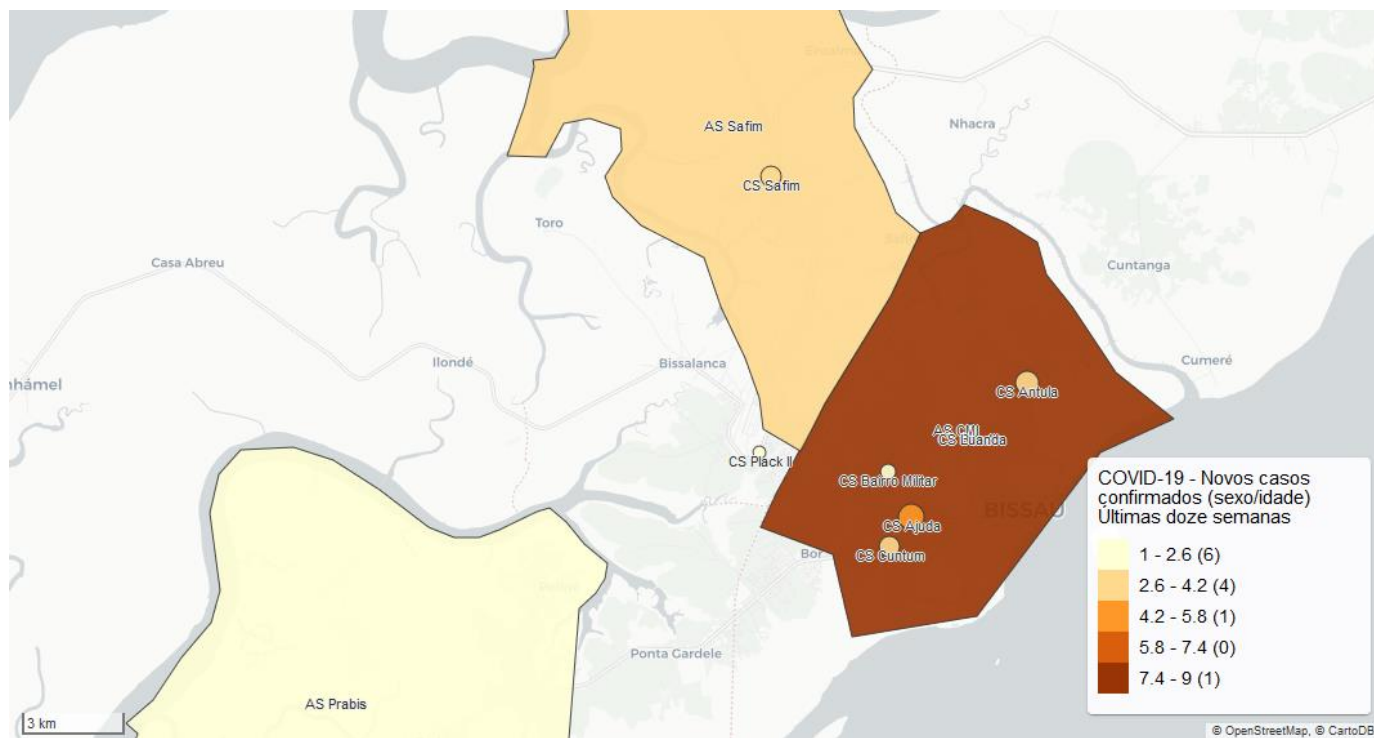 AS Safim
Nhacra
CS Safim
Toro
Casa Abreu
Cuntanga
Ilondé
Bissalanca
Cumeré
nhámel
CS Antula
AS CMI
CS Plack II
CS Bairro Militar
BISSAU
CS Ajuda
Bor
CS Cuntum
Ponta Gardele
AS Prabis
3 km
COVID-19 - Novos casos
confirmados (sexo/idade)
Últimas doze semanas
1 - 2.6 (6)
2.6 - 4.2 (4)
4.2 - 5.8 (1)
5.8 - 7.4 (0)
7.4 - 9 (1)
© OpenStreetMap, © CartoDB